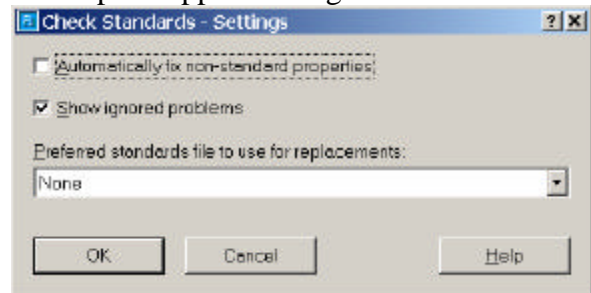 Check Standards - Settings
Automatically fix non-standard properties
Show ignored problems
Preferred standards file to use for replacements:
None
OK Cancel Help